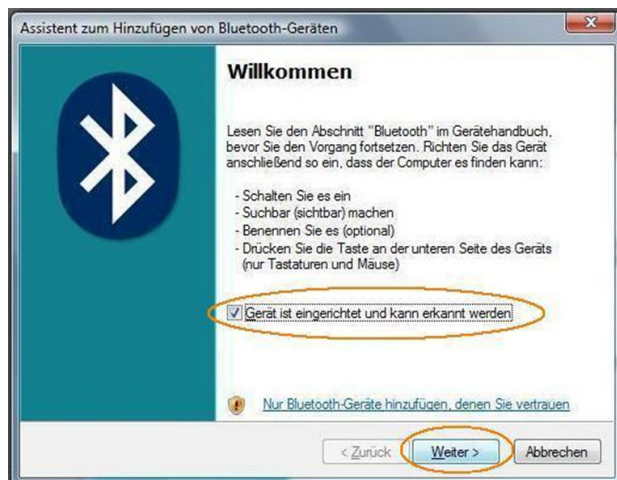 Assistent zum Hinzufügen von Bluetooth-Geräten
Willkommen
Lesen Sie den Abschnitt "Bluetooth" im Gerätehandbuch,
bevor Sie den Vorgang fortsetzen. Richten Sie das Gerät
anschließend so ein, dass der Computer es finden kann:
- Schalten Sie es ein
- Suchbar (sichtbar) machen
- Benennen Sie es (optional)
- Drücken Sie die Taste an der unteren Seite des Geräts
(nur Tastaturen und Mäuse)
Gerät ist eingerichtet und kann erkannt werden
Nur Bluetooth-Geräte hinzufügen, denen Sie vertrauen
< Zurück Weiter > Abbrechen